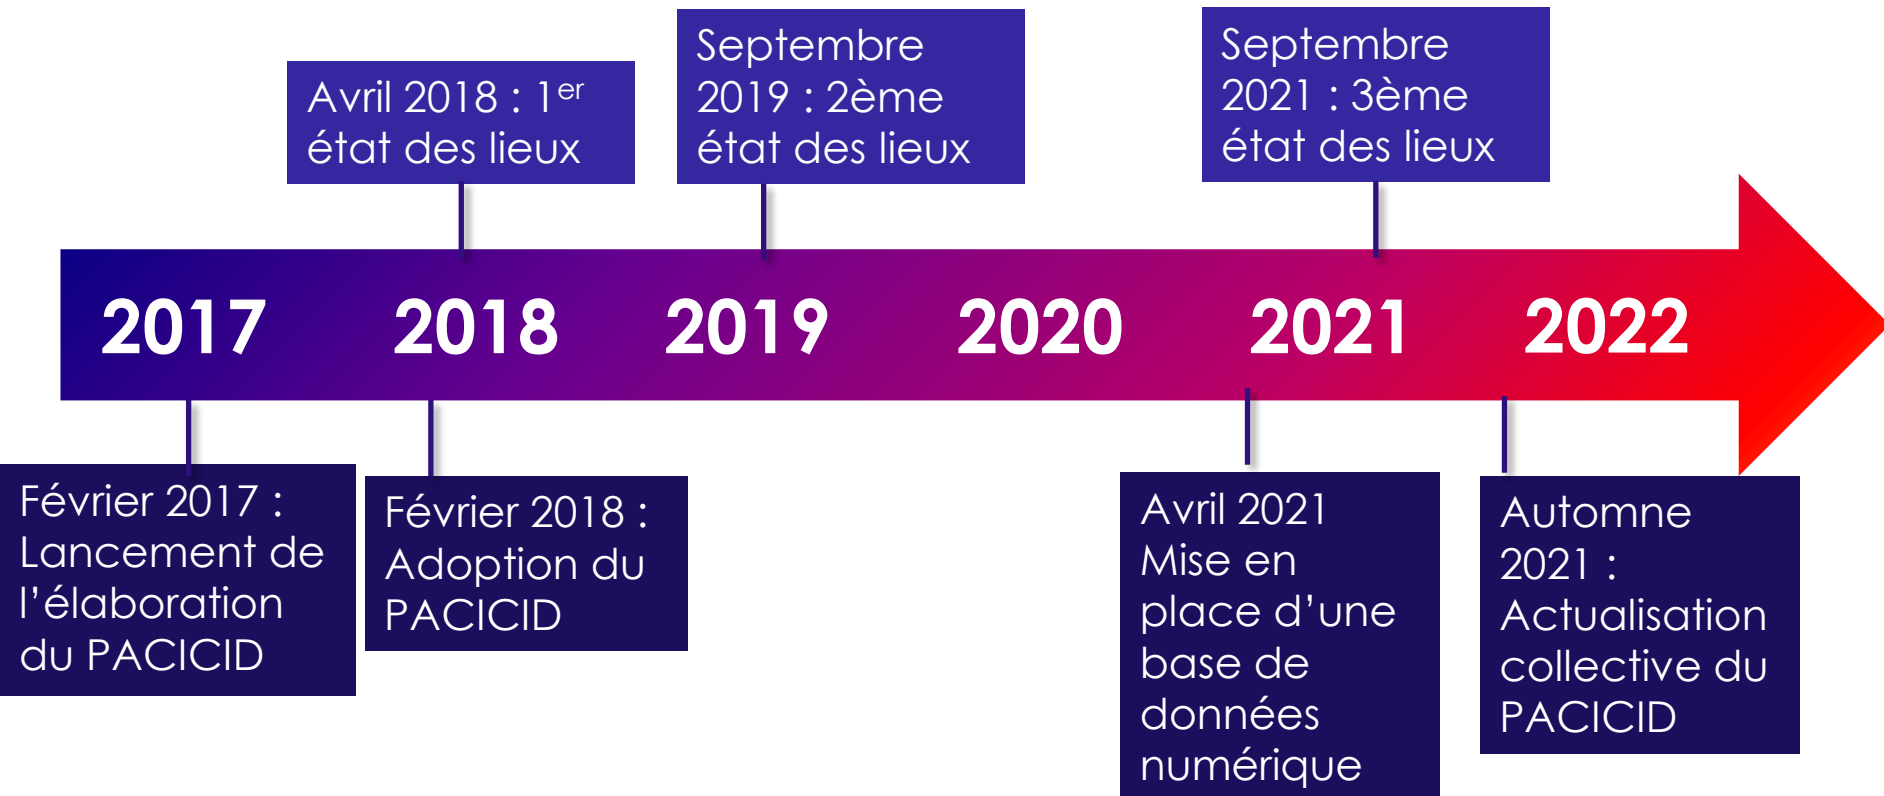 Avril 2018 : 1er
état des lieux
Septembre
2019 : 2ème
état des lieux
Septembre
2021 : 3ème
état des lieux
2017 2018 2019 2020 2021 2022
Février 2017 :
Lancement de
l’élaboration
du PACICID
Février 2018 :
Adoption du
PACICID
Avril 2021
Mise en
place d’une
base de
données
numérique
Automne
2021 :
Actualisation
collective du
PACICID